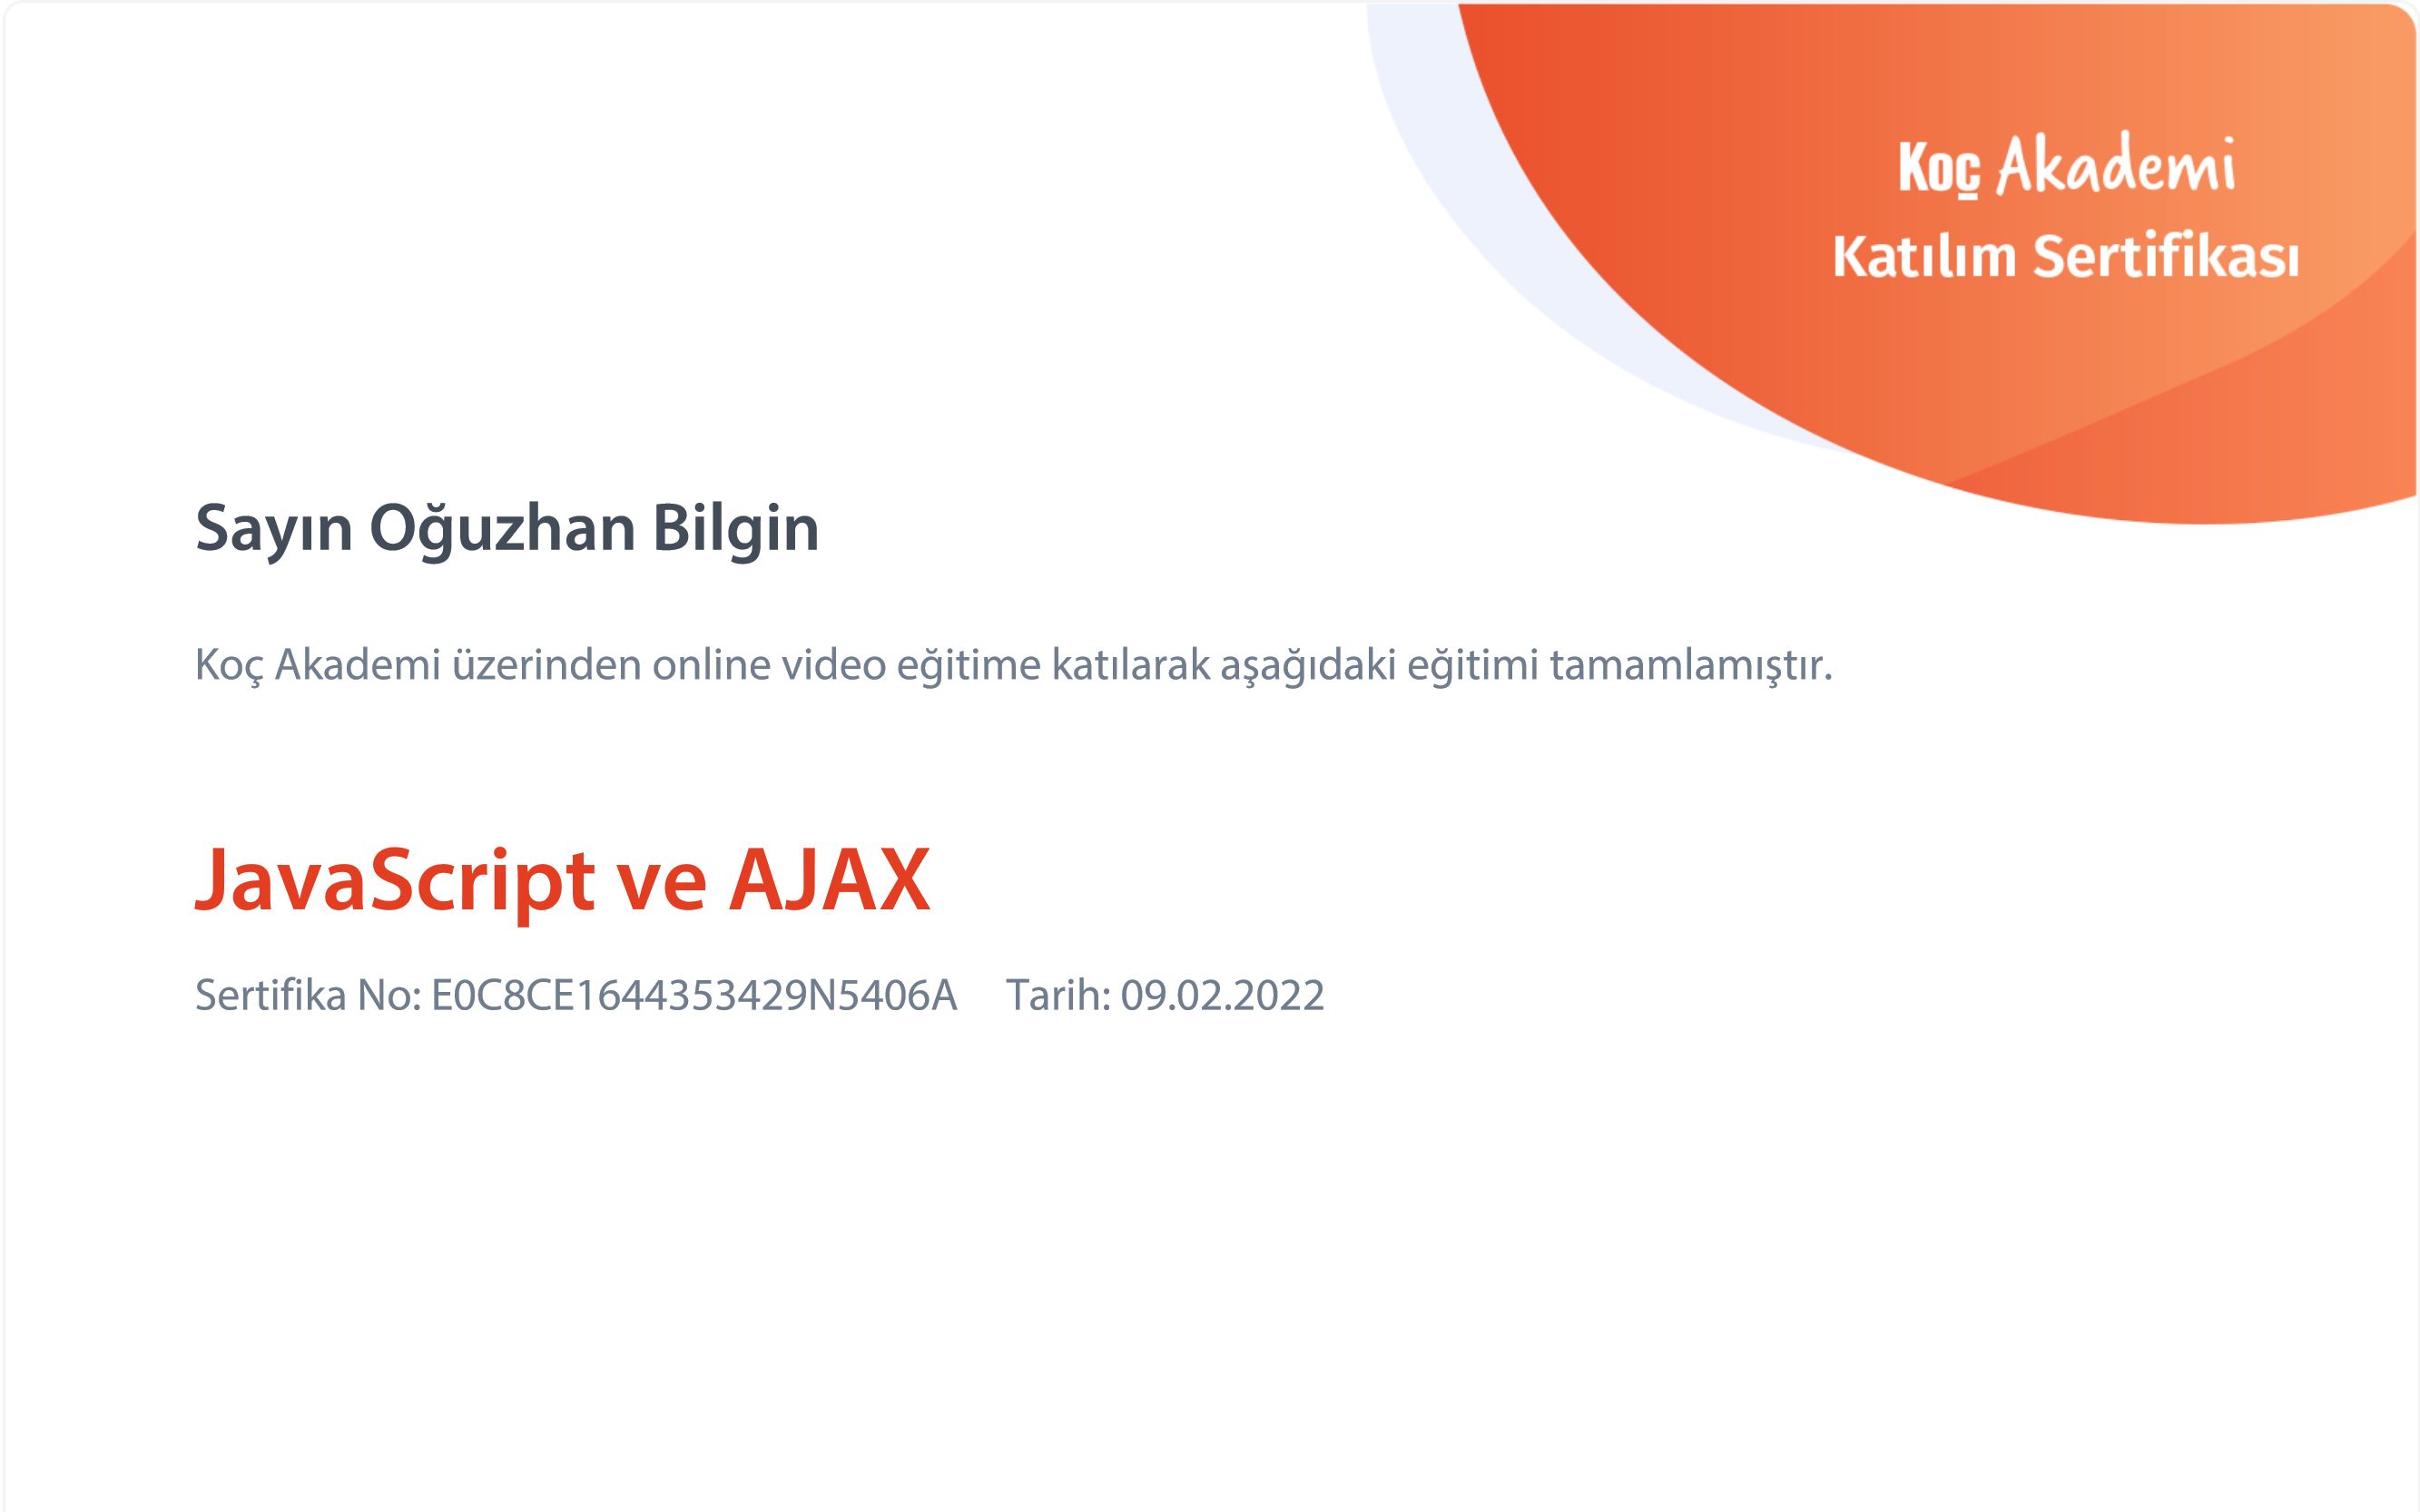 Koç Akademi
Katılım Sertifikası
Sayın Oğuzhan Bilgin
Koç Akademi üzerinden online video eğitime katılarak aşağıdaki eğitimi tamamlamıştır.
JavaScript ve AJAX
Sertifika No: E0C8CE1644353429N5406A Tarih: 09.02.2022